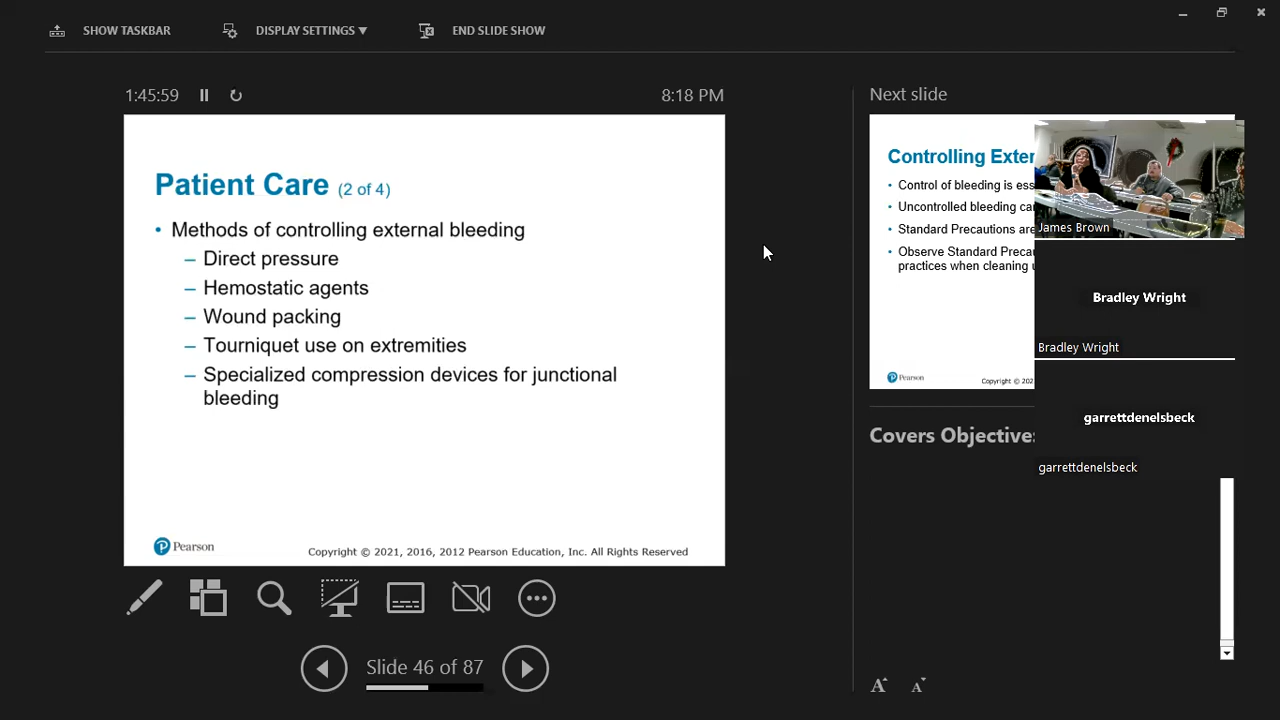 SHOW TASKBAR
DISPLAY SETTINGS ▼
END SLIDE SHOW
1:45:59
8:18 PM
Patient Care (2 of 4)
• Methods of controlling external bleeding
– Direct pressure
– Hemostatic agents
– Wound packing
– Tourniquet use on extremities
– Specialized compression devices for junctional
bleeding
Pearson
Copyright © 2021, 2016, 2012 Pearson Education, Inc. All Rights Reserved
Slide 46 of 87
Next slide
Controlling Exter
• Control of bleeding is ess
• Uncontrolled bleeding can
• Standard Precautions are
• Observe Standard Precau
practices when cleaning u
Pearson
Copyright © 202
James Brown
Bradley Wright
Bradley Wright
garrettdenelsbeck
garrettdenelsbeck
Covers Objectives
A A